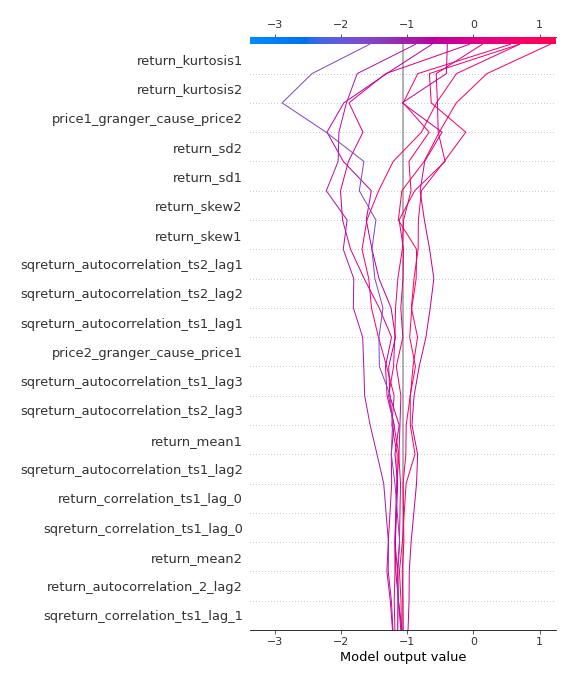 −3 −2 −1 0 1
return_kurtosis1
return_kurtosis2
price1_granger_cause_price2
return_sd2
return_sd1
return_skew2
return_skew1
sqreturn_autocorrelation_ts2_lag1
sqreturn_autocorrelation_ts2_lag2
sqreturn_autocorrelation_ts1_lag1
price2_granger_cause_price1
sqreturn_autocorrelation_ts1_lag3
sqreturn_autocorrelation_ts2_lag3
return_mean1
sqreturn_autocorrelation_ts1_lag2
return_correlation_ts1_lag_0
sqreturn_correlation_ts1_lag_0
return_mean2
return_autocorrelation_2_lag2
sqreturn_correlation_ts1_lag_1
−3 −2 −1 0 1
Model output value